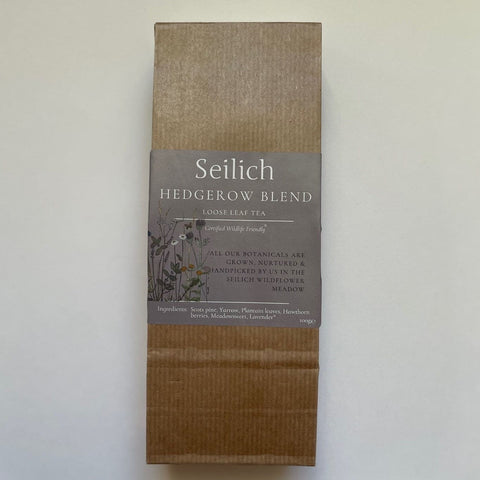 Seilich
HEDGEROW BLEND
LOOSE LEAF TEA
Certified Wildlife Friendly®
ALL OUR BOTANICALS ARE
GROWN, NURTURED &
HANDPICKED BY US IN THE
SEILICH WILDFLOWER
MEADOW
Ingredients: Scots pine, Yarrow, Plantain leaves, Hawthorn
berries, Meadowsweet, Lavender*
100g℮